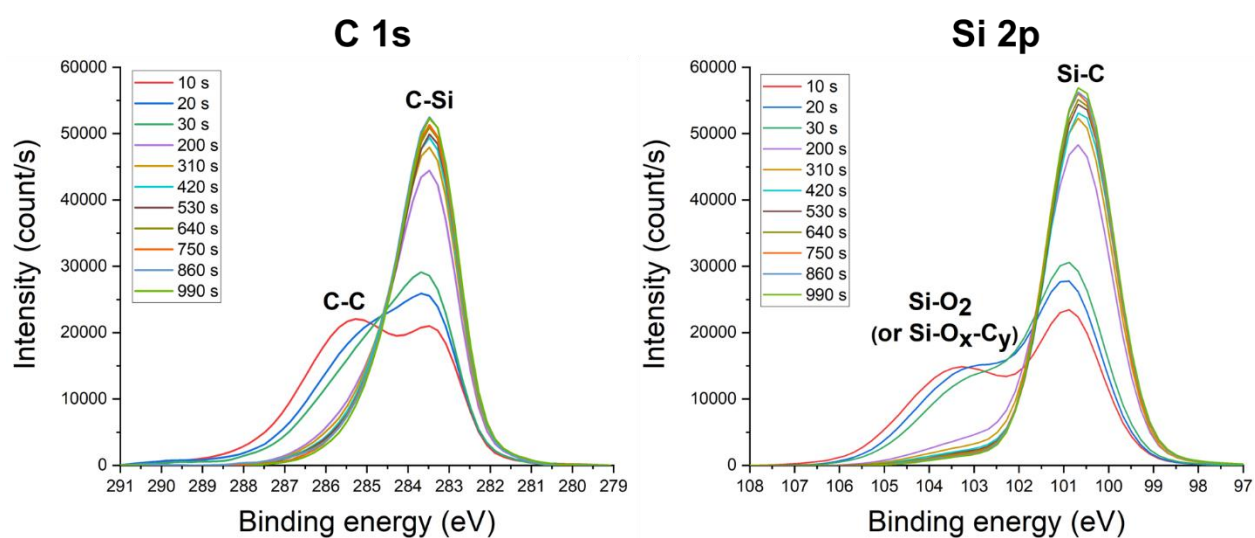 C 1s
60000
50000
40000
30000
20000
10000
0
Intensity (count/s)
10 s
20 s
30 s
200 s
310 s
420 s
530 s
640 s
750 s
860 s
990 s
C-Si
C-C
291 290 289 288 287 286 285 284 283 282 281 280 279
Binding energy (eV)
Si 2p
60000
50000
40000
30000
20000
10000
0
Intensity (count/s)
10 s
20 s
30 s
200 s
310 s
420 s
530 s
640 s
750 s
860 s
990 s
Si-C
Si-O2
(or Si-Ox-Cy)
108 107 106 105 104 103 102 101 100 99 98 97
Binding energy (eV)